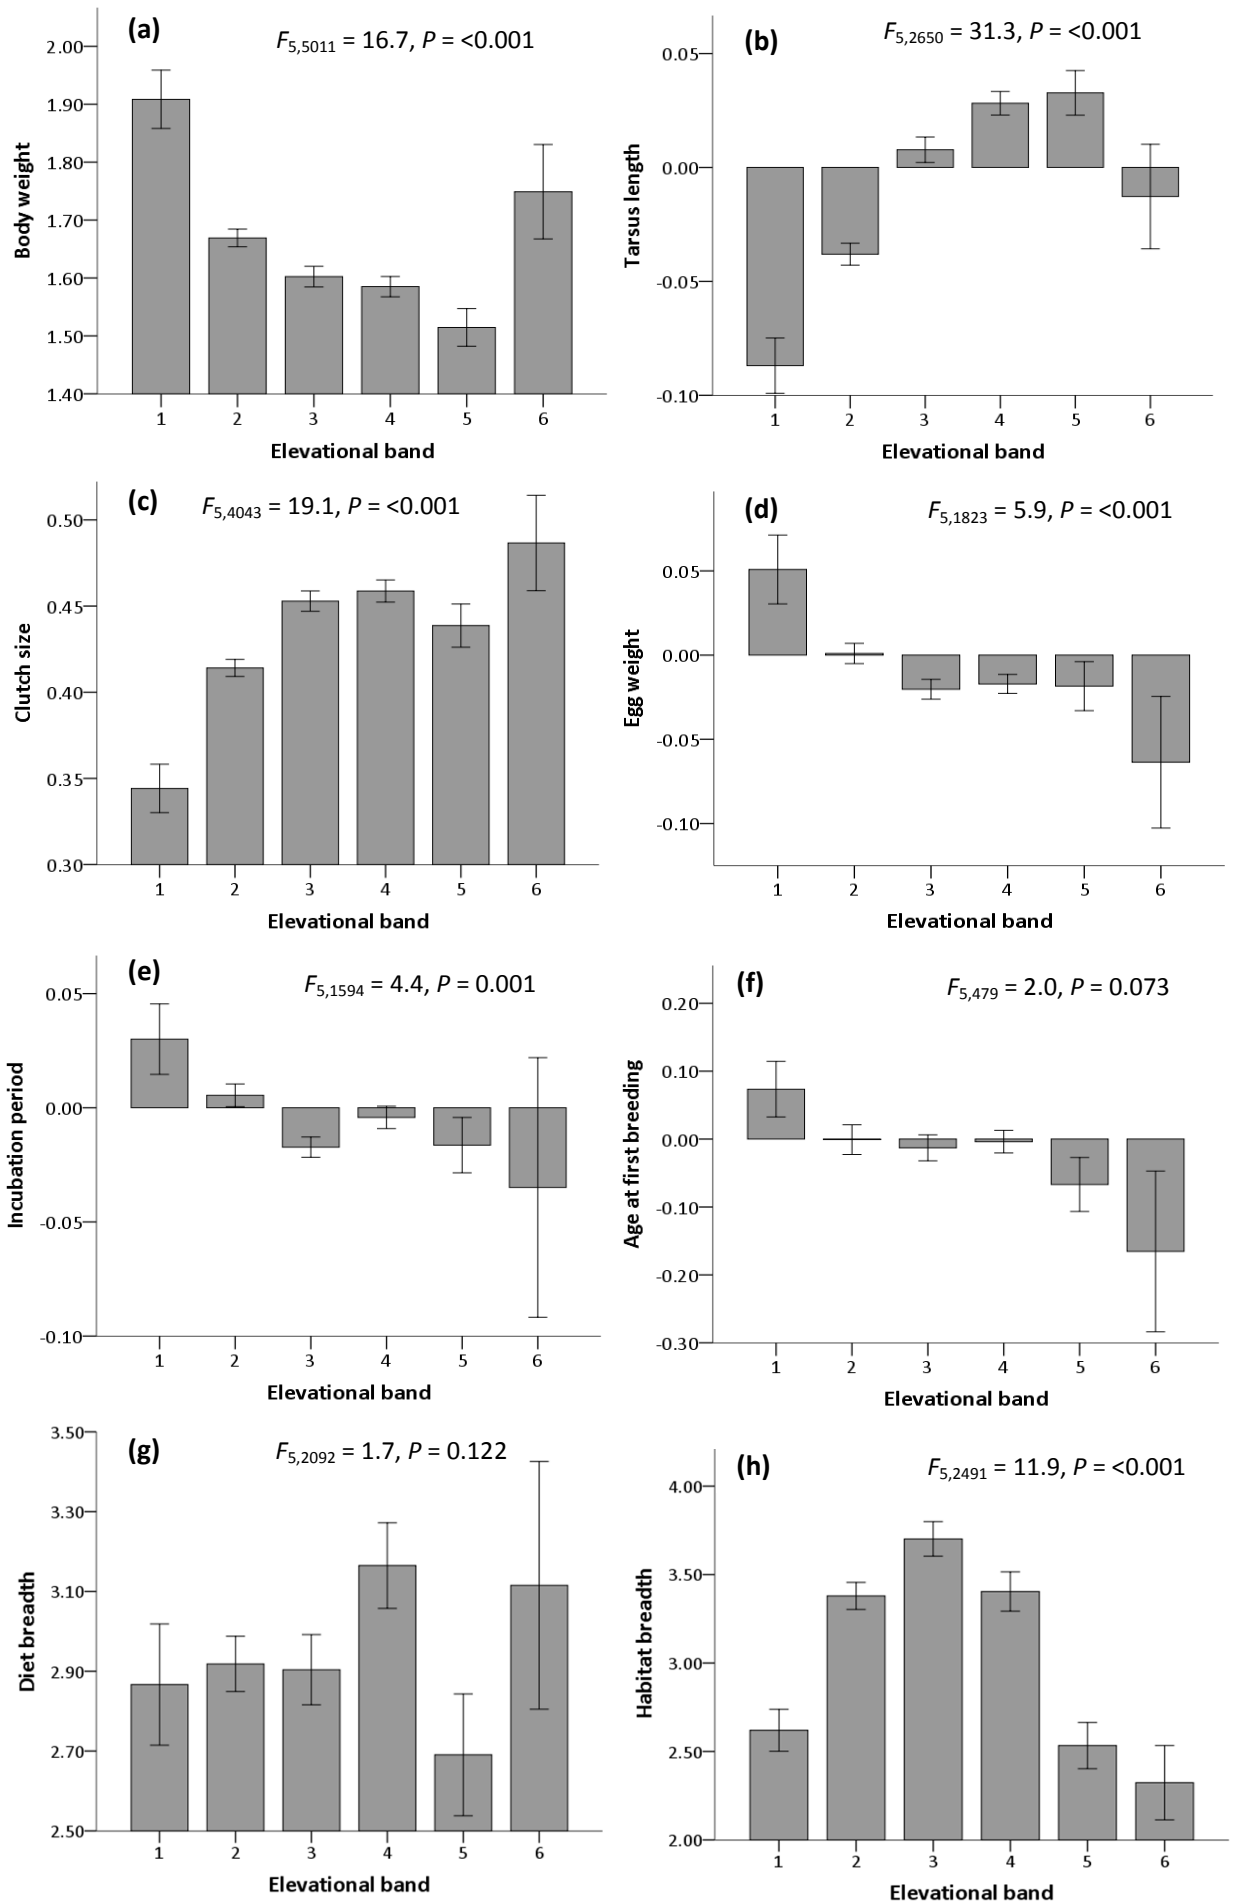 (a)
F5,5011 = 16.7, P = <0.001
Body weight
2.00
1.90
1.80
1.70
1.60
1.50
1.40
1 2 3 4 5 6
Elevational band
(b)
F5,2650 = 31.3, P = <0.001
Tarsus length
0.05
0.00
-0.05
-0.10
1 2 3 4 5 6
Elevational band
(c)
F5,4043 = 19.1, P = <0.001
Clutch size
0.50
0.45
0.40
0.35
0.30
1 2 3 4 5 6
Elevational band
(d)
F5,1823 = 5.9, P = <0.001
Egg weight
0.05
0.00
-0.05
-0.10
1 2 3 4 5 6
Elevational band
(e)
F5,1594 = 4.4, P = 0.001
Incubation period
0.05
0.00
-0.05
-0.10
1 2 3 4 5 6
Elevational band
(f)
F5,479 = 2.0, P = 0.073
Age at first breeding
0.20
0.10
0.00
-0.10
-0.20
-0.30
1 2 3 4 5 6
Elevational band
(g)
F5,2092 = 1.7, P = 0.122
Diet breadth
3.50
3.30
3.10
2.90
2.70
2.50
1 2 3 4 5 6
Elevational band
(h)
F5,2491 = 11.9, P = <0.001
Habitat breadth
4.00
3.50
3.00
2.50
2.00
1 2 3 4 5 6
Elevational band